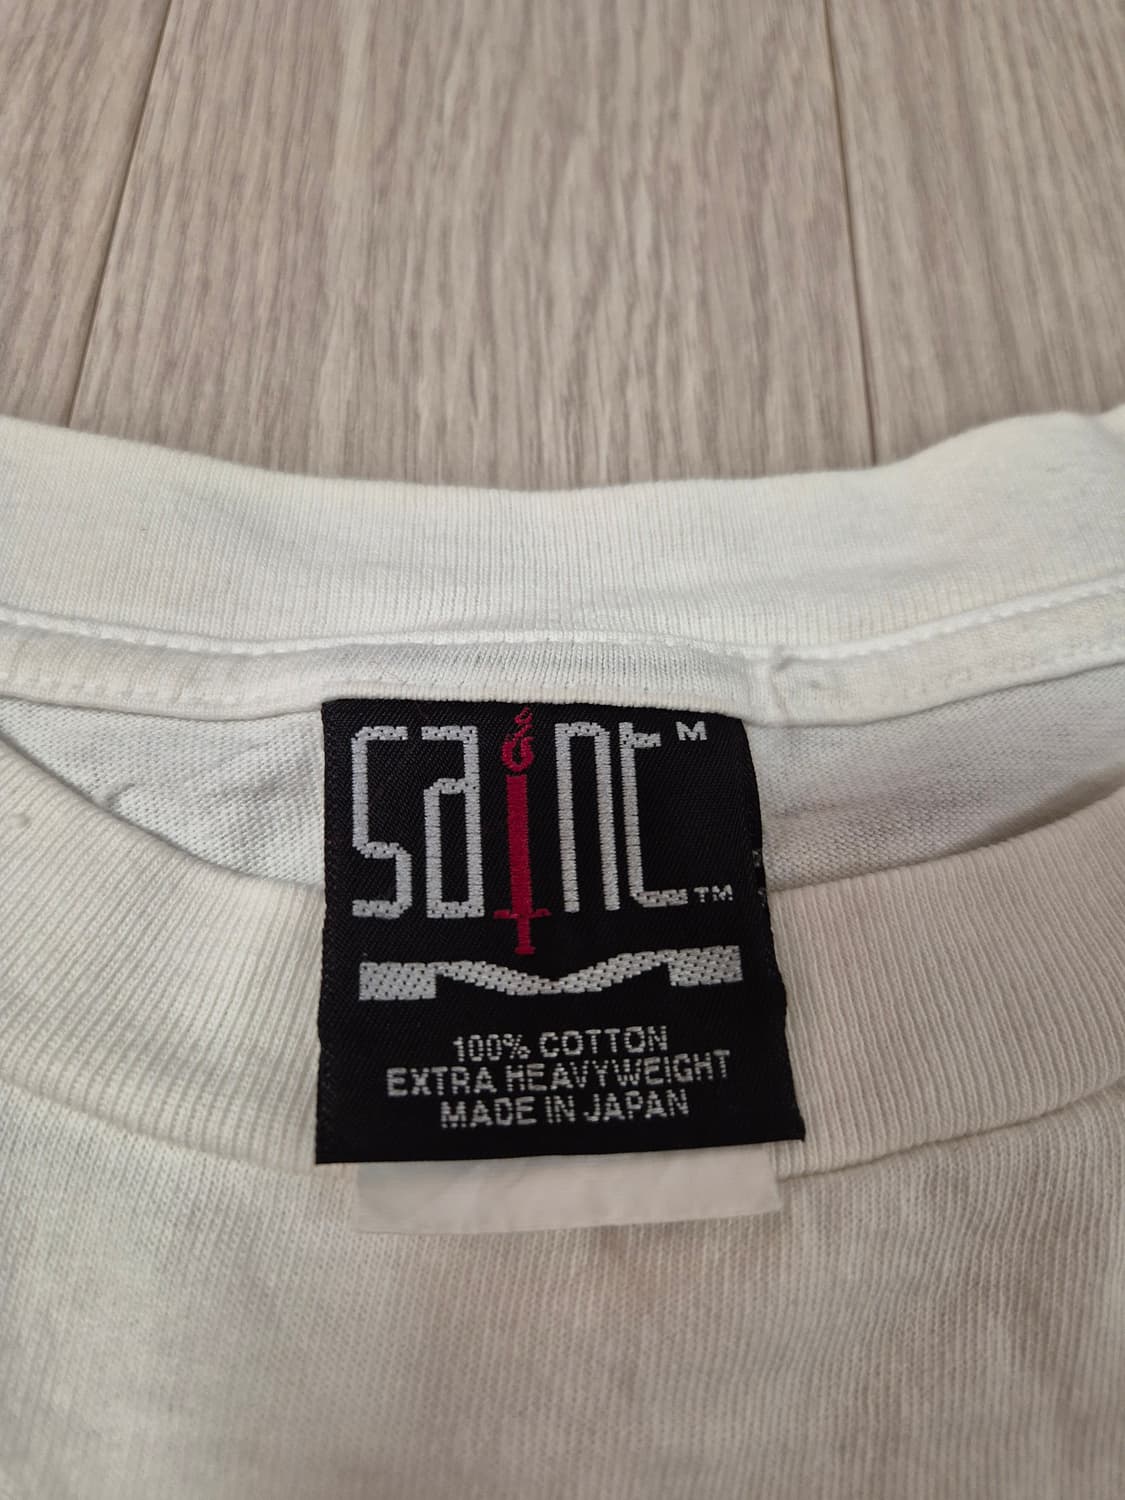 saint M
TM
100% COTTON
EXTRA HEAVYWEIGHT
MADE IN JAPAN